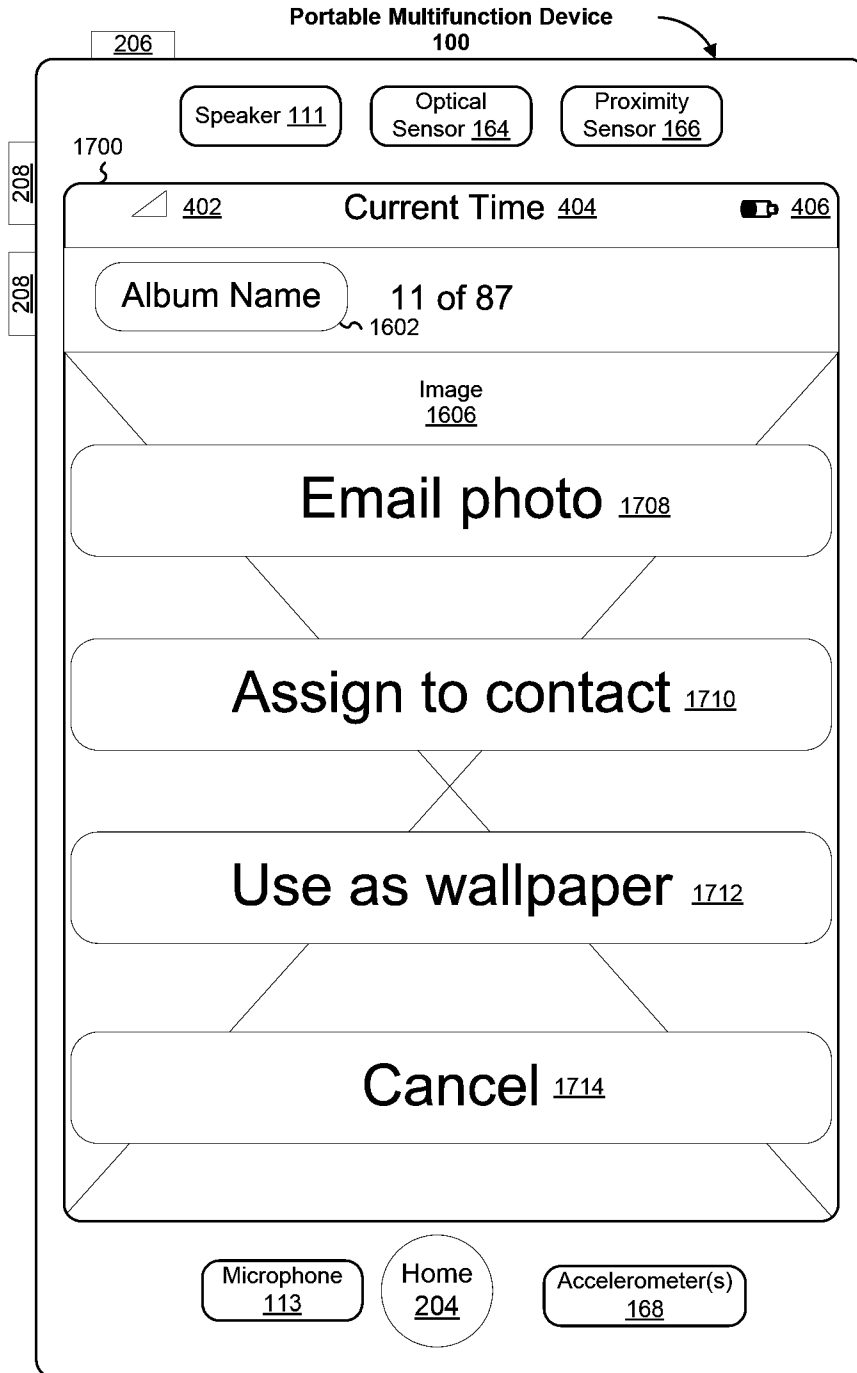 Portable Multifunction Device
100
206
Speaker 111
Optical
Sensor 164
Proximity
Sensor 166
1700
208
208
402
Current Time 404
406
Album Name
11 of 87
1602
Image
1606
Email photo 1708
Assign to contact 1710
Use as wallpaper 1712
Cancel 1714
Microphone
113
Home
204
Accelerometer(s)
168